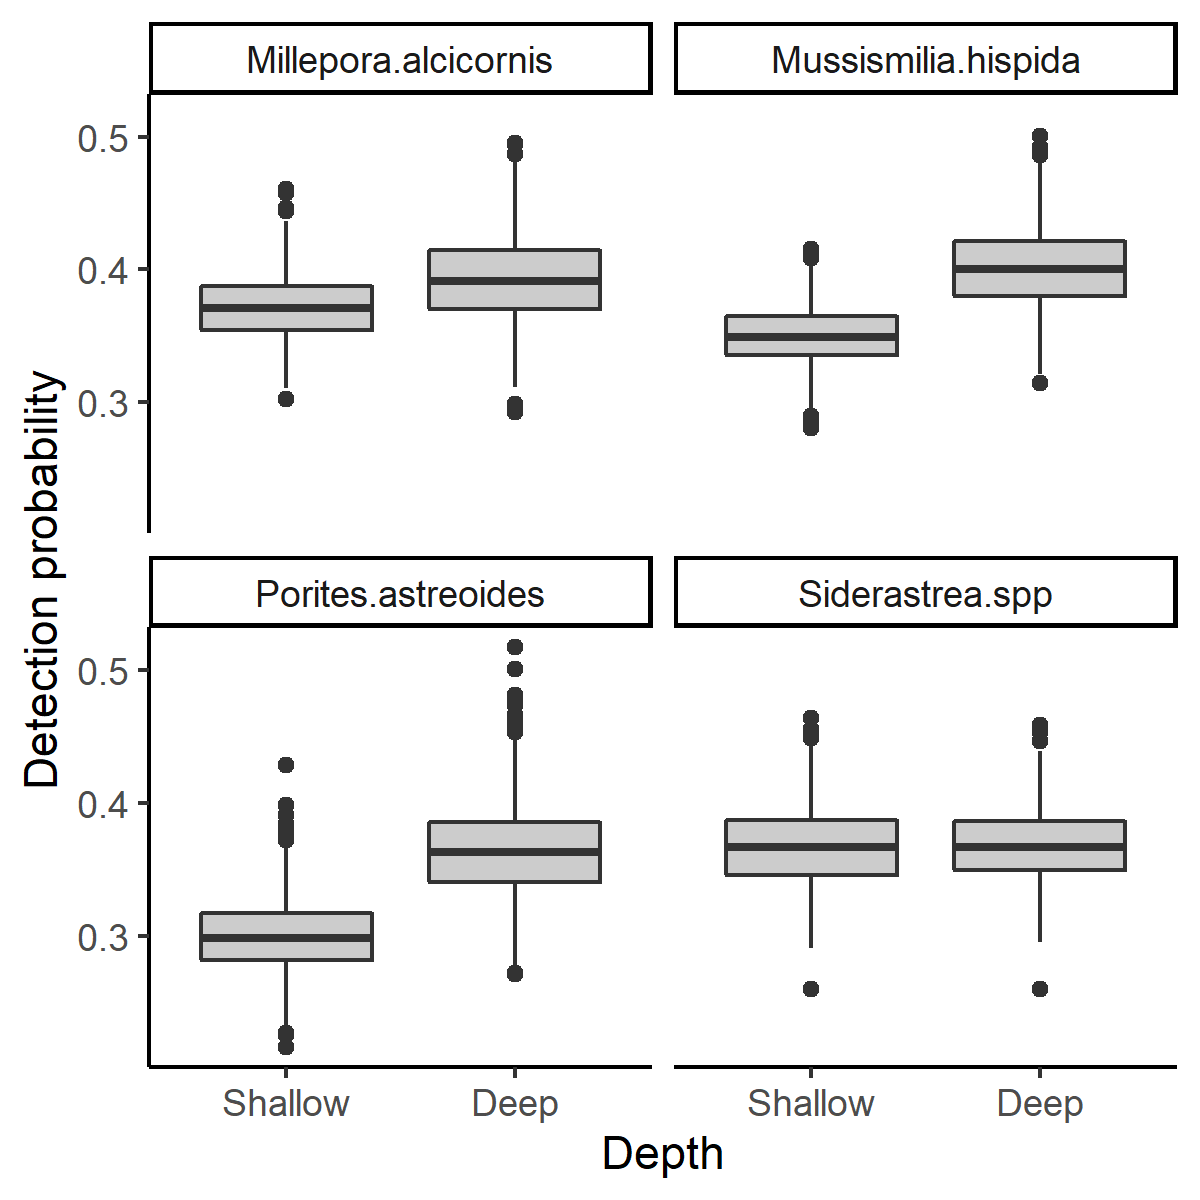 Millepora.alcicornis
Mussismilia.hispida
0.5
0.4
0.3
Porites.astreoides
Siderastrea.spp
0.5
0.4
0.3
Shallow
Deep
Shallow
Deep
Depth
Detection probability